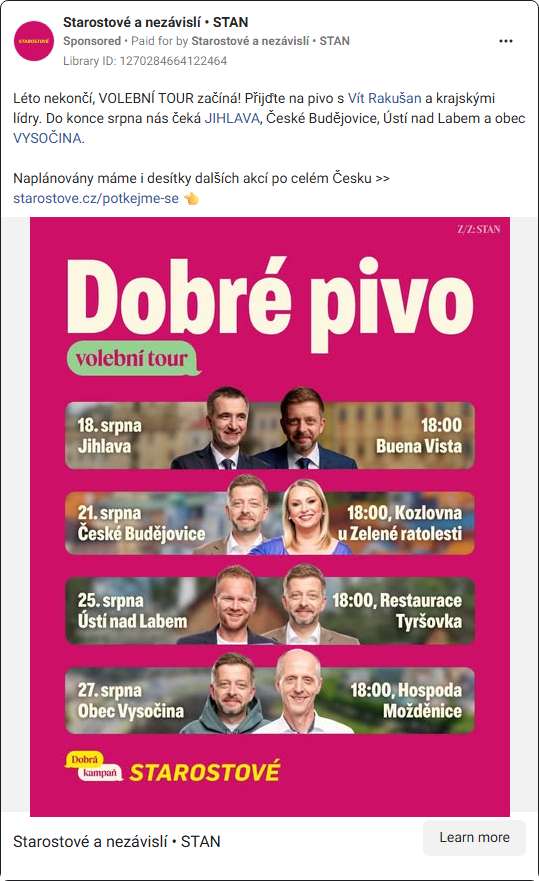 Starostové a nezávislí • STAN
Sponsored • Paid for by Starostové a nezávislí • STAN
Library ID: 1270284664122464
STAROSTOVÉ
Léto nekončí, VOLEBNÍ TOUR začíná! Přijďte na pivo s Vít Rakušan a krajskými
lídry. Do konce srpna nás čeká JIHLAVA, České Budějovice, Ústí nad Labem a obec
VYSOČINA.
Naplánovány máme i desítky dalších akcí po celém Česku >>
starostove.cz/potkejme-se 👈
Z/Z: STAN
Dobré pivo
volební tour
18. srpna
Jihlava
18:00
Buena Vista
21. srpna
České Budějovice
18:00, Kozlovna
u Zelené ratolesti
25. srpna
Ústí nad Labem
18:00, Restaurace
Tyršovka
27. srpna
Obec Vysočina
18:00, Hospoda
Možděnice
Dobrá
kampaň
STAROSTOVÉ
Starostové a nezávislí • STAN
Learn more